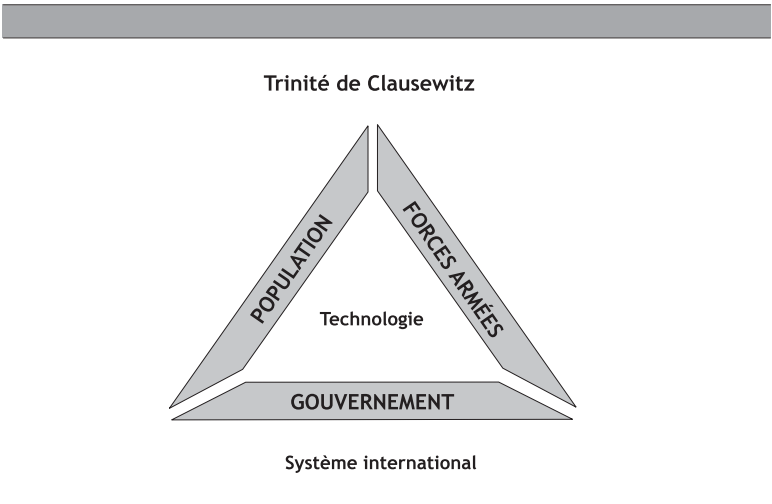 Trinité de Clausewitz
POPULATION
FORCES ARMÉES
Technologie
GOUVERNEMENT
Système international